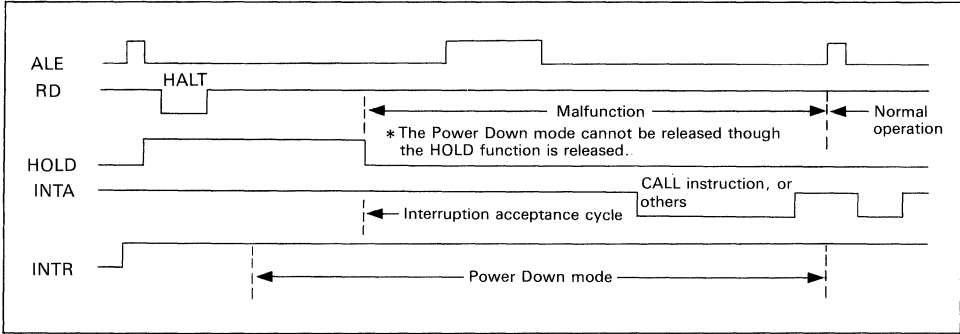 ALE
HALT
RD
Malfunction
Normal
operation
* The Power Down mode cannot be released though
the HOLD function is released..
HOLD
INTA
CALL instruction, or
others
Interruption acceptance cycle
INTR
Power Down mode